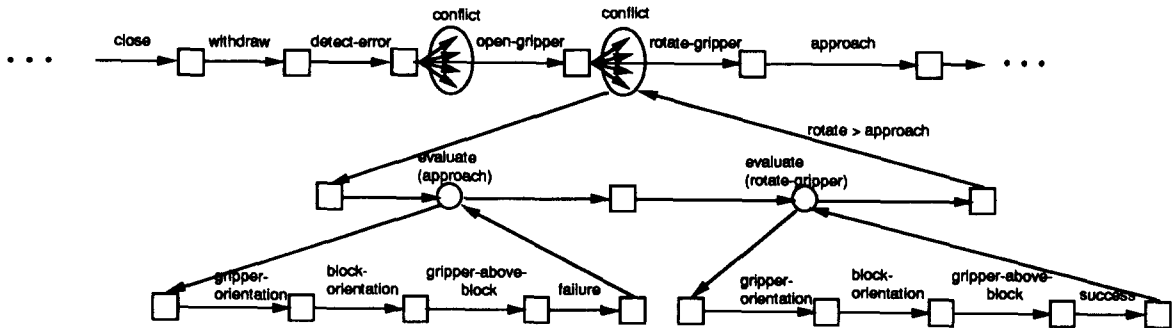 conflict
conflict
close
withdraw
detect-error
open-gripper
rotate-gripper
approach
• • •
• • •
rotate > approach
evaluate
(approach)
evaluate
(rotate-gripper)
gripper-
orientation
block-
orientation
gripper-above-
block
failure
gripper-
orientation
block-
orientation
gripper-above-
block
success